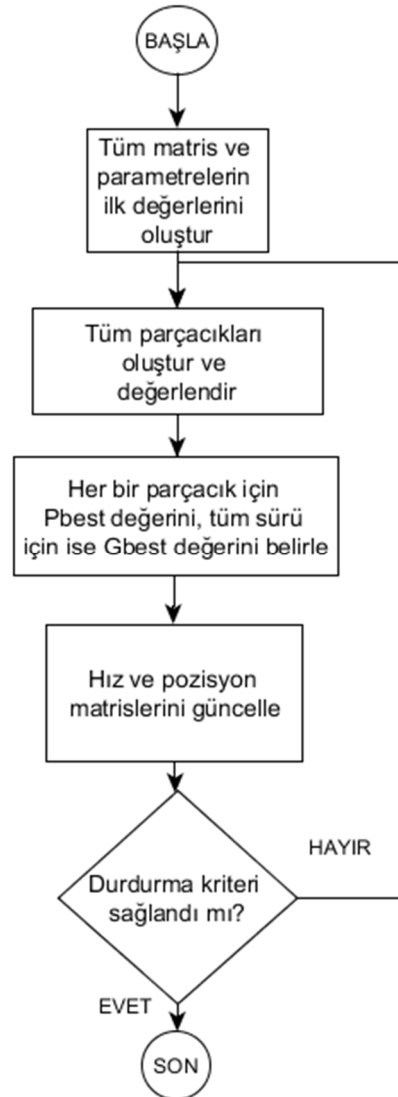 BAŞLA
Tüm matris ve
parametrelerin
ilk değerlerini
oluştur
Tüm parçacıkları
oluştur ve
değerlendir
Her bir parçacık için
Pbest değerini, tüm sürü
için ise Gbest değerini belirle
Hız ve pozisyon
matrislerini güncelle
Durdurma kriteri
sağlandı mı?
HAYIR
EVET
SON